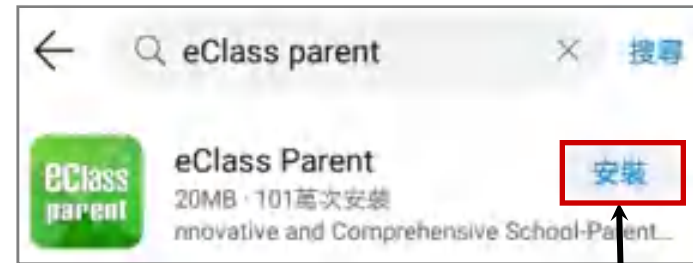 eClass parent × 搜尋
eClass parent
eClass Parent
20MB · 101萬次安裝
安裝
nnovative and Comprehensive School-Parent...